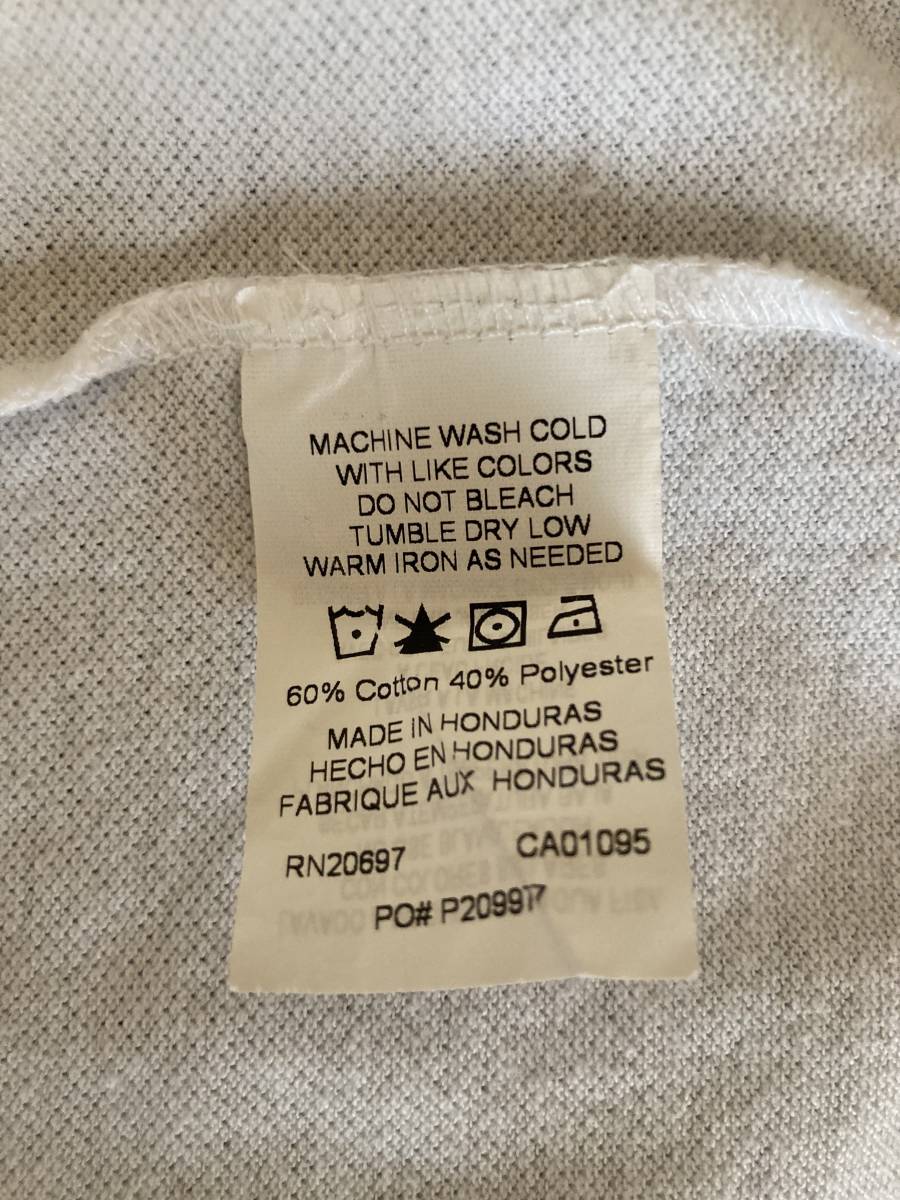 MACHINE WASH COLD
WITH LIKE COLORS
DO NOT BLEACH
TUMBLE DRY LOW
WARM IRON AS NEEDED
60% Cotton 40% Polyester
MADE IN HONDURAS
HECHO EN HONDURAS
FABRIQUE AUX HONDURAS
RN20697 CA01095
PO# P20997